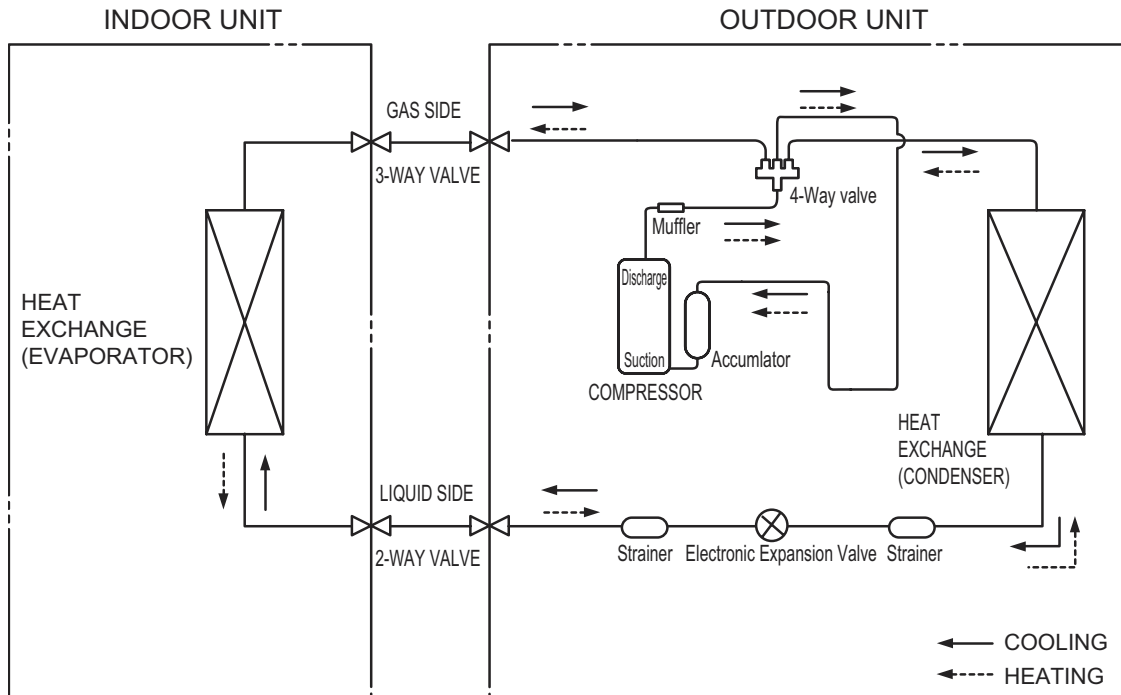 INDOOR UNIT
OUTDOOR UNIT
GAS SIDE
3-WAY VALVE
4-Way valve
Muffler
Discharge
Suction
Accumlator
COMPRESSOR
HEAT
EXCHANGE
(EVAPORATOR)
HEAT
EXCHANGE
(CONDENSER)
LIQUID SIDE
2-WAY VALVE
Strainer
Electronic Expansion Valve
Strainer
COOLING
HEATING